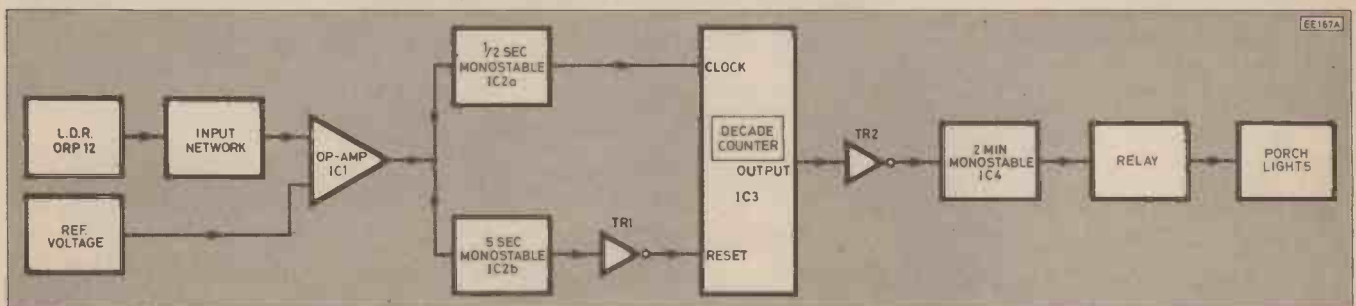 EE167A
1/2 SEC
MONOSTABLE
IC2a
CLOCK
L.D.R.
ORP 12
INPUT
NETWORK
OP-AMP
IC1
DECADE
COUNTER
OUTPUT
IC3
TR2
2 MIN
MONOSTABLE
IC4
RELAY
PORCH
LIGHTS
REF.
VOLTAGE
5 SEC
MONOSTABLE
IC2b
TR1
RESET